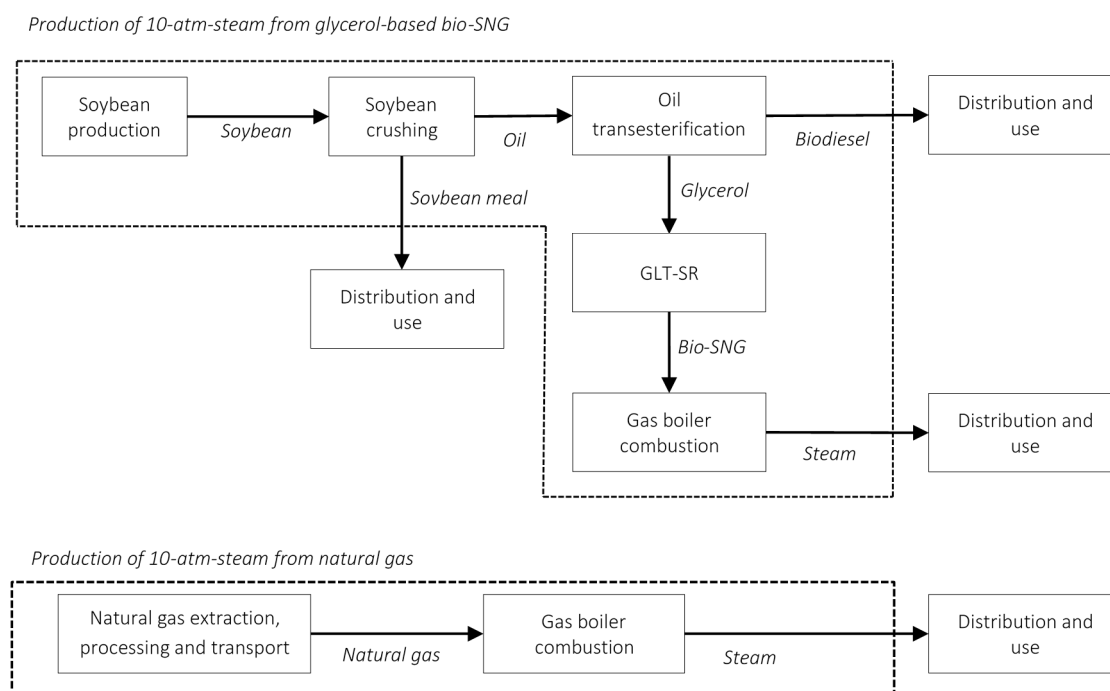 Production of 10-atm-steam from glycerol-based bio-SNG
Soybean
production
Soybean
Soybean
crushing
Oil
Oil
transesterification
Biodiesel
Distribution and
use
Sovbean meal
Glycerol
Distribution and
use
GLT-SR
Bio-SNG
Gas boiler
combustion
Steam
Distribution and
use
Production of 10-atm-steam from natural gas
Natural gas extraction,
processing and transport
Natural gas
Gas boiler
combustion
Steam
Distribution and
use